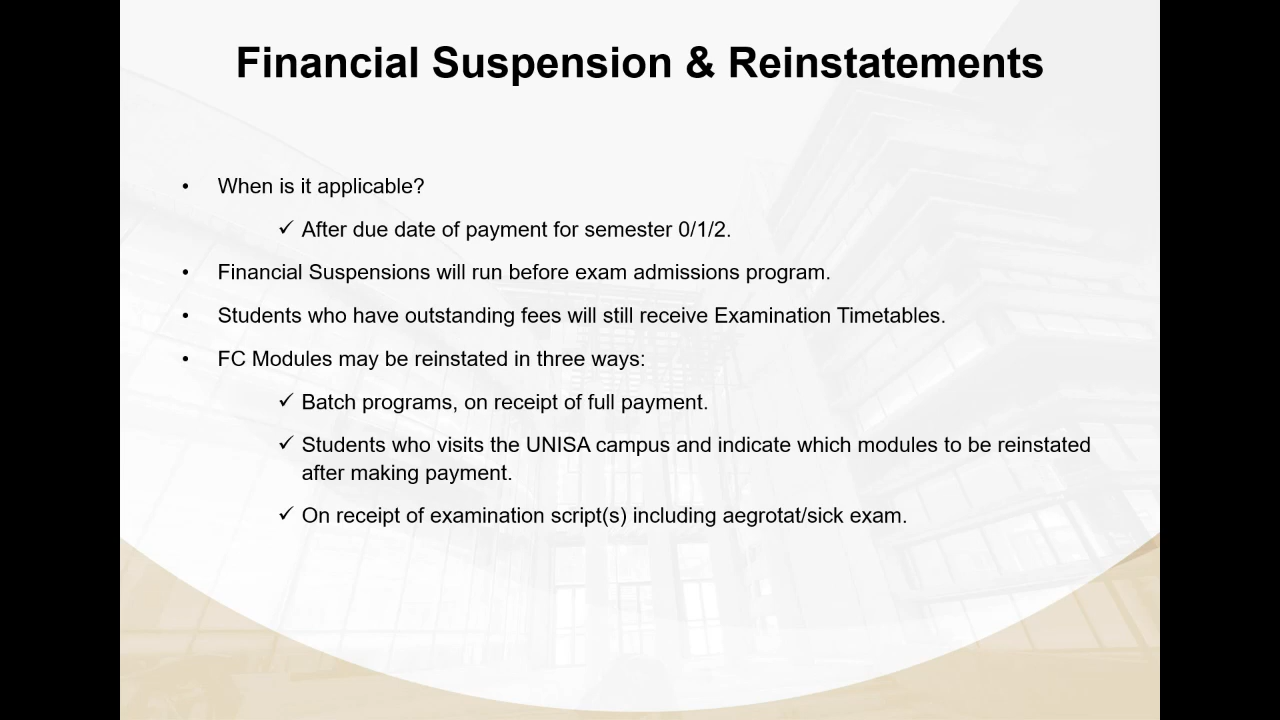 Financial Suspension & Reinstatements
• When is it applicable?
✓ After due date of payment for semester 0/1/2.
• Financial Suspensions will run before exam admissions program.
• Students who have outstanding fees will still receive Examination Timetables.
• FC Modules may be reinstated in three ways:
✓ Batch programs, on receipt of full payment.
✓ Students who visits the UNISA campus and indicate which modules to be reinstated
after making payment.
✓ On receipt of examination script(s) including aegrotat/sick exam.